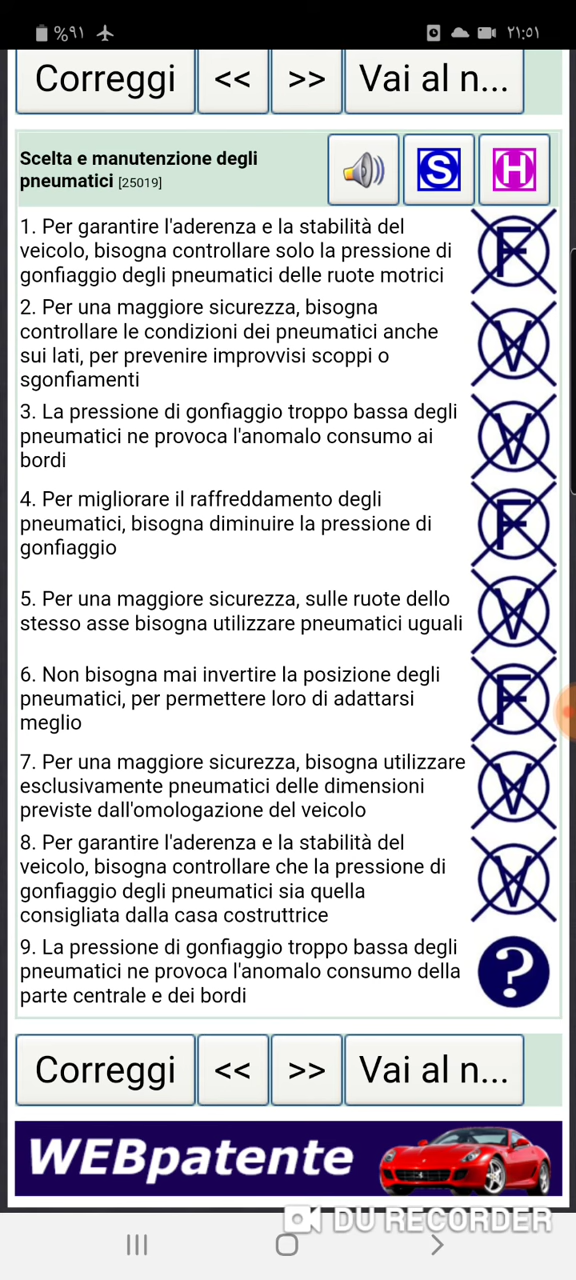 %٩١ ٢١:٥١
Correggi << >> Vai al n...
Scelta e manutenzione degli
pneumatici [25019]
S H
1. Per garantire l'aderenza e la stabilità del
veicolo, bisogna controllare solo la pressione di
gonfiaggio degli pneumatici delle ruote motrici
F
2. Per una maggiore sicurezza, bisogna
controllare le condizioni dei pneumatici anche
sui lati, per prevenire improvvisi scoppi o
sgonfiamenti
V
3. La pressione di gonfiaggio troppo bassa degli
pneumatici ne provoca l'anomalo consumo ai
bordi
V
4. Per migliorare il raffreddamento degli
pneumatici, bisogna diminuire la pressione di
gonfiaggio
F
5. Per una maggiore sicurezza, sulle ruote dello
stesso asse bisogna utilizzare pneumatici uguali
V
6. Non bisogna mai invertire la posizione degli
pneumatici, per permettere loro di adattarsi
meglio
F
7. Per una maggiore sicurezza, bisogna utilizzare
esclusivamente pneumatici delle dimensioni
previste dall'omologazione del veicolo
V
8. Per garantire l'aderenza e la stabilità del
veicolo, bisogna controllare che la pressione di
gonfiaggio degli pneumatici sia quella
consigliata dalla casa costruttrice
V
9. La pressione di gonfiaggio troppo bassa degli
pneumatici ne provoca l'anomalo consumo della
parte centrale e dei bordi
?
Correggi << >> Vai al n...
WEBpatente
DU RECORDER